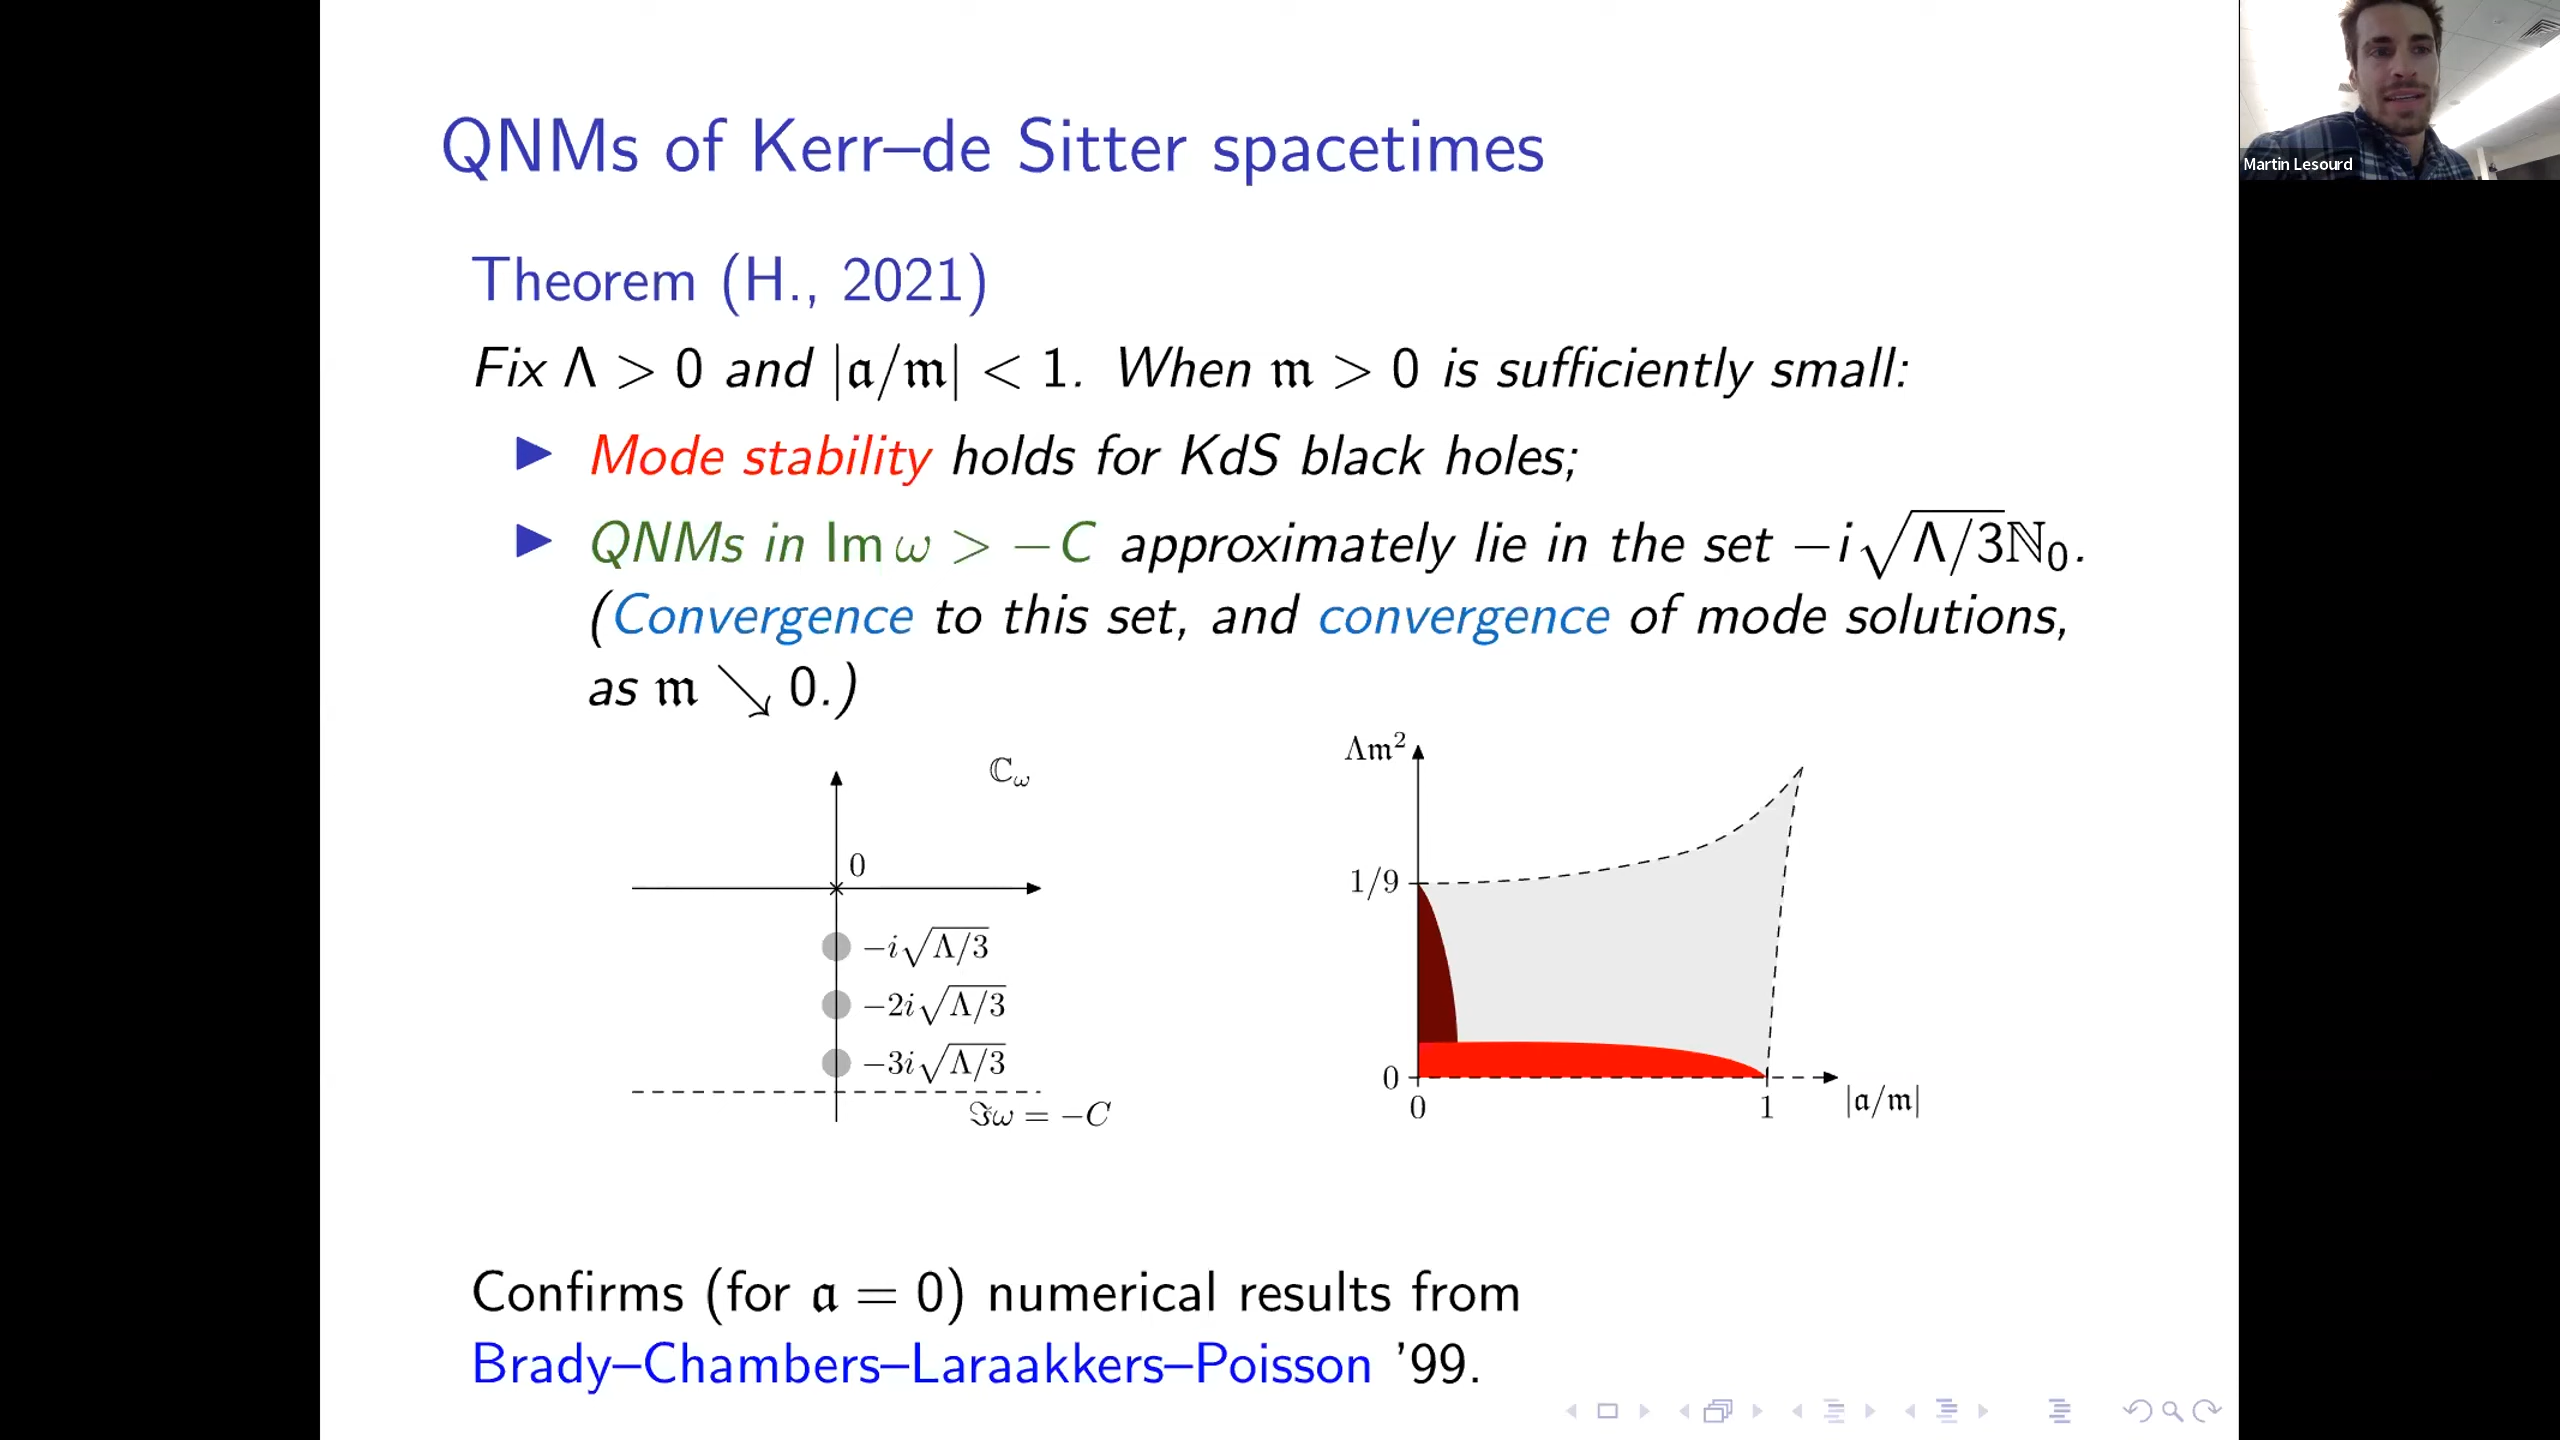 QNMs of Kerr–de Sitter spacetimes
Martin Lesourd
Theorem (H., 2021)
Fix Λ > 0 and |𝔞/𝔪| < 1. When 𝔪 > 0 is sufficiently small:
▶ Mode stability holds for KdS black holes;
▶ QNMs in Im ω > −C approximately lie in the set −i√(Λ/3)ℕ₀.
(Convergence to this set, and convergence of mode solutions,
as 𝔪 ↘ 0.)
ℂ_ω
0
−i√(Λ/3)
−2i√(Λ/3)
−3i√(Λ/3)
ℑω = −C
Λ𝔪²
1/9
0
0
1
|𝔞/𝔪|
Confirms (for 𝔞 = 0) numerical results from
Brady–Chambers–Laraakkers–Poisson ’99.